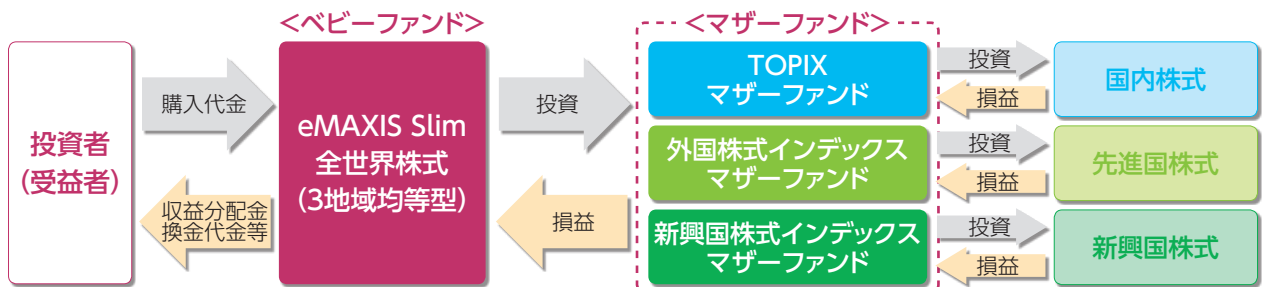 <ベビーファンド>
<マザーファンド>
投資者
(受益者)
購入代金
収益分配金
換金代金等
eMAXIS Slim
全世界株式
(3地域均等型)
投資
損益
TOPIX
マザーファンド
投資
損益
国内株式
外国株式インデックス
マザーファンド
投資
損益
先進国株式
新興国株式インデックス
マザーファンド
投資
損益
新興国株式